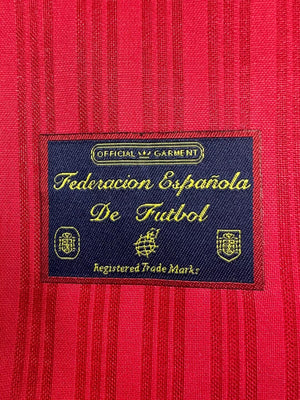 OFFICIAL GARMENT
Federacion Española
De Futbol
Registered Trade Marks